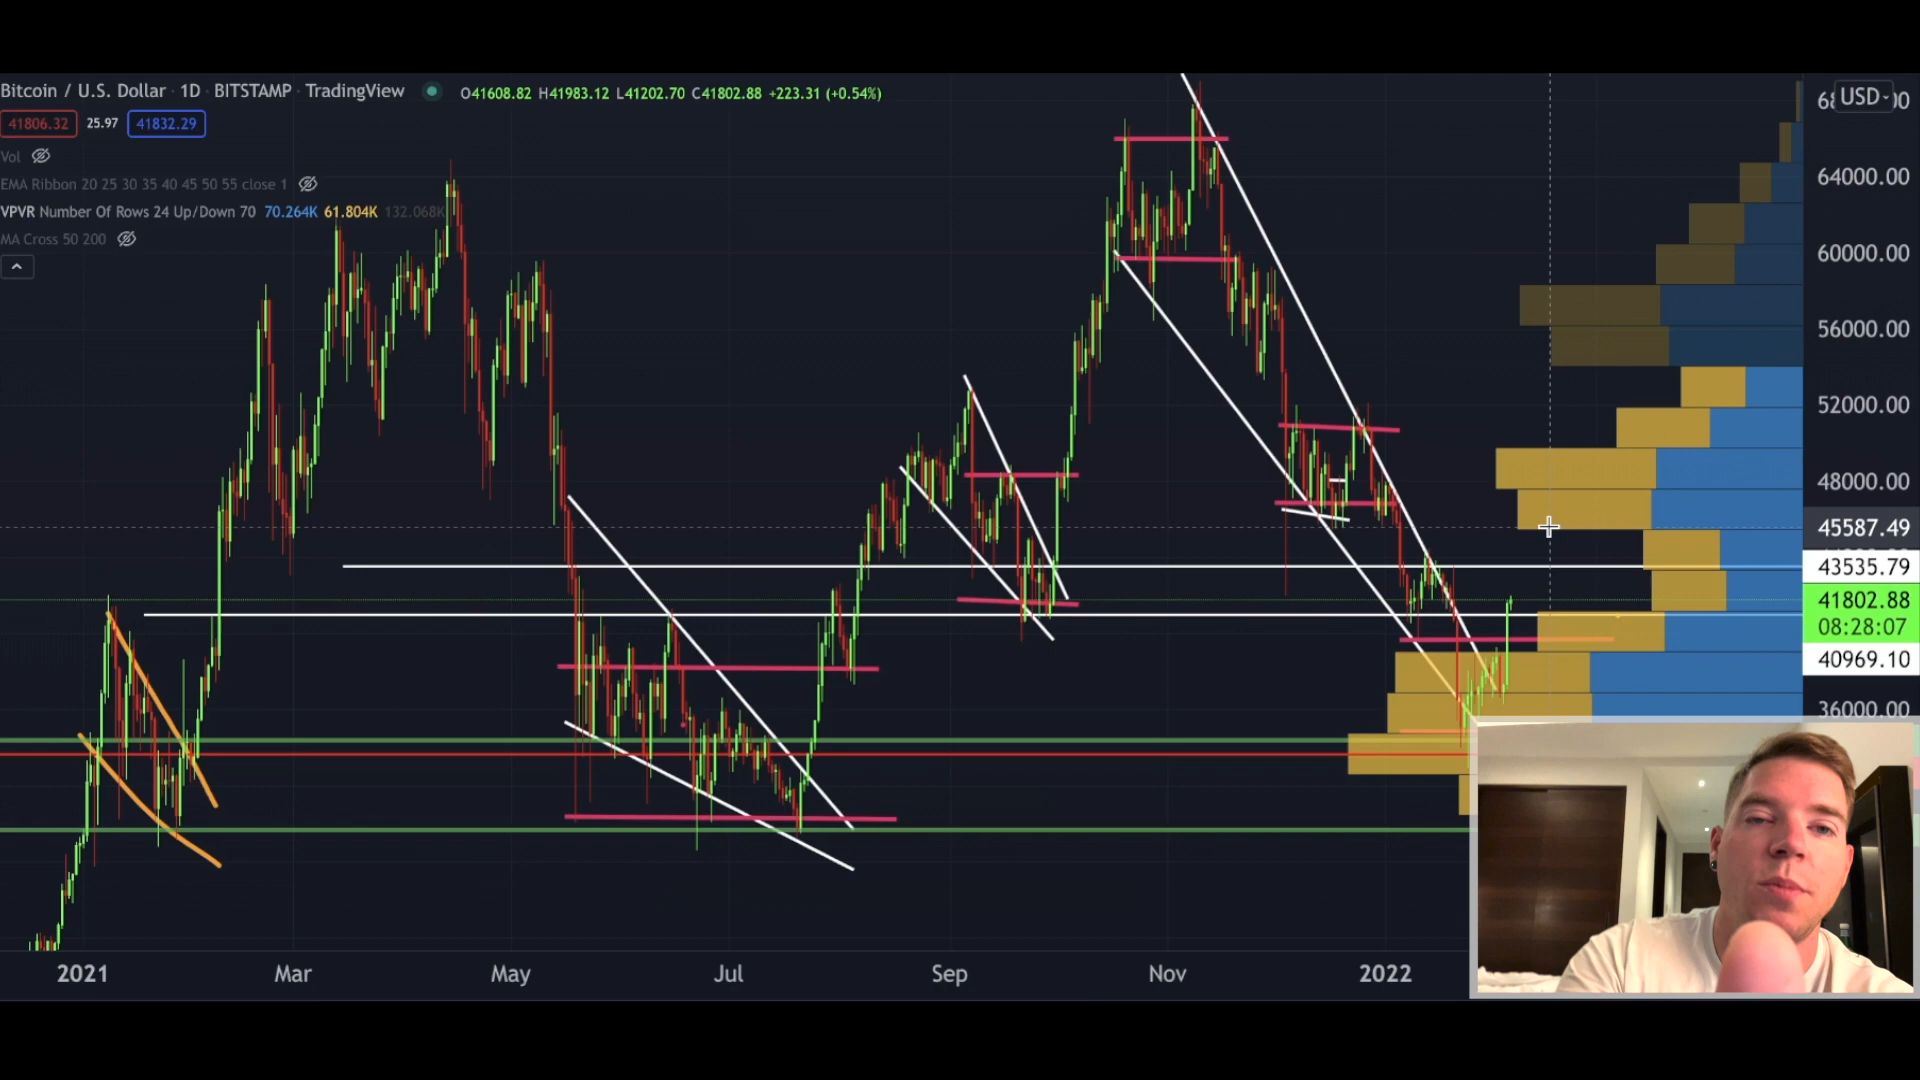 Bitcoin / U.S. Dollar · 1D · BITSTAMP · TradingView O41608.82 H41983.12 L41202.70 C41802.88 +223.31 (+0.54%)
41806.32 25.97 41832.29
Vol
EMA Ribbon 20 25 30 35 40 45 50 55 close 1
VPVR Number Of Rows 24 Up/Down 70 70.264K 61.804K 132.068K
MA Cross 50 200
USD
64000.00
60000.00
56000.00
52000.00
48000.00
45587.49
43535.79
41802.88
08:28:07
40969.10
36000.00
2021 Mar May Jul Sep Nov 2022